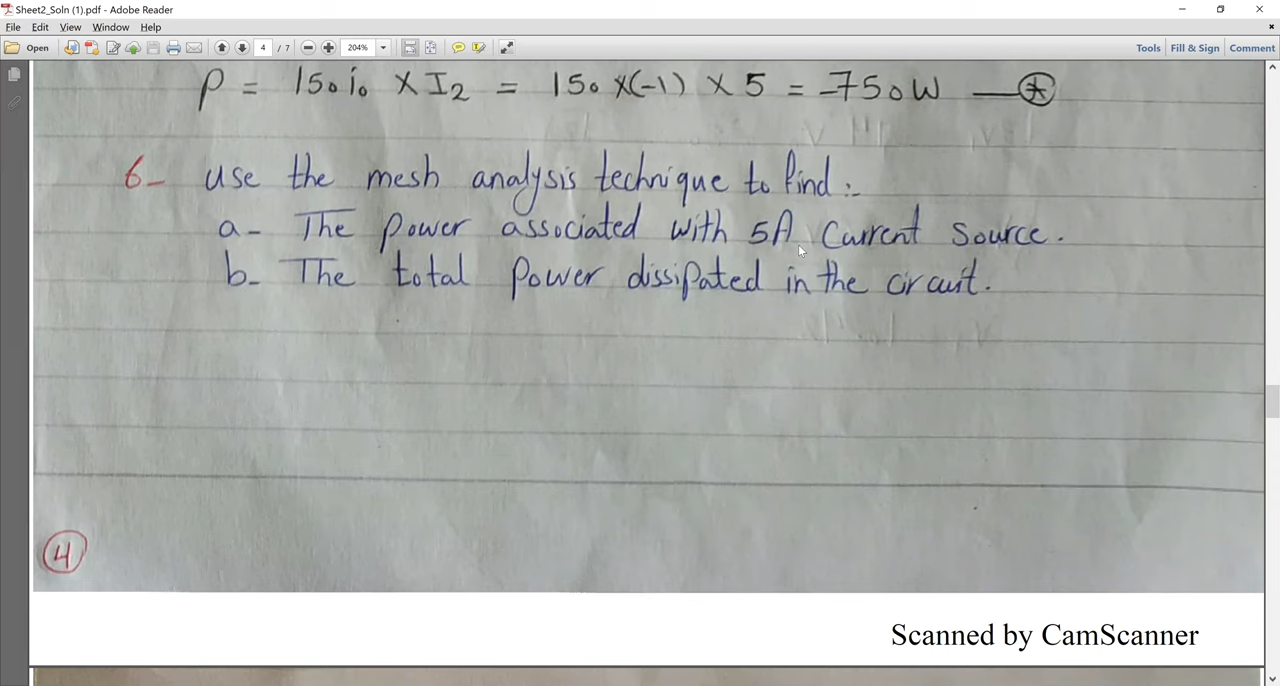 Sheet2_Soln (1).pdf - Adobe Reader
File Edit View Window Help
Open 4 / 7 204% Tools Fill & Sign Comment
P = 150 i₀ × I₂ = 150 ×(-1) × 5 = -750W
6- Use the mesh analysis technique to find :-
a- The power associated with 5A Current Source.
b- The total power dissipated in the circuit.
4
Scanned by CamScanner